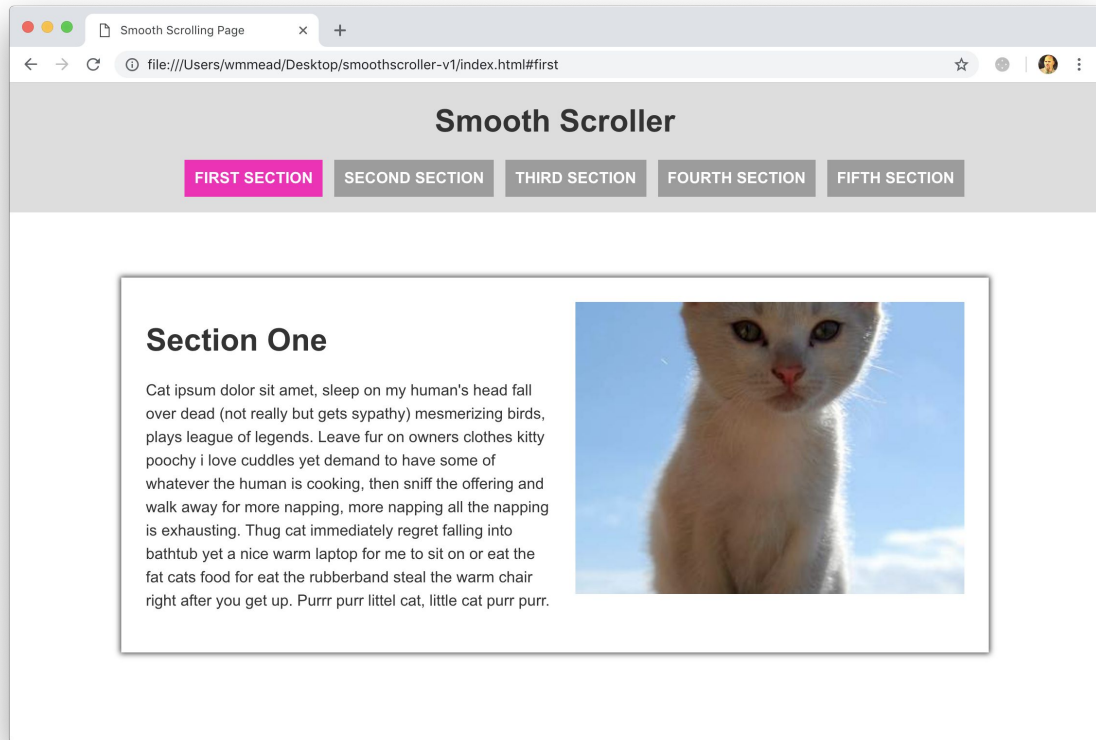 Smooth Scrolling Page
file:///Users/wmmead/Desktop/smoothscroller-v1/index.html#first
Smooth Scroller
FIRST SECTION SECOND SECTION THIRD SECTION FOURTH SECTION FIFTH SECTION
Section One
Cat ipsum dolor sit amet, sleep on my human's head fall
over dead (not really but gets sypathy) mesmerizing birds,
plays league of legends. Leave fur on owners clothes kitty
poochy i love cuddles yet demand to have some of
whatever the human is cooking, then sniff the offering and
walk away for more napping, more napping all the napping
is exhausting. Thug cat immediately regret falling into
bathtub yet a nice warm laptop for me to sit on or eat the
fat cats food for eat the rubberband steal the warm chair
right after you get up. Purrr purr littel cat, little cat purr purr.